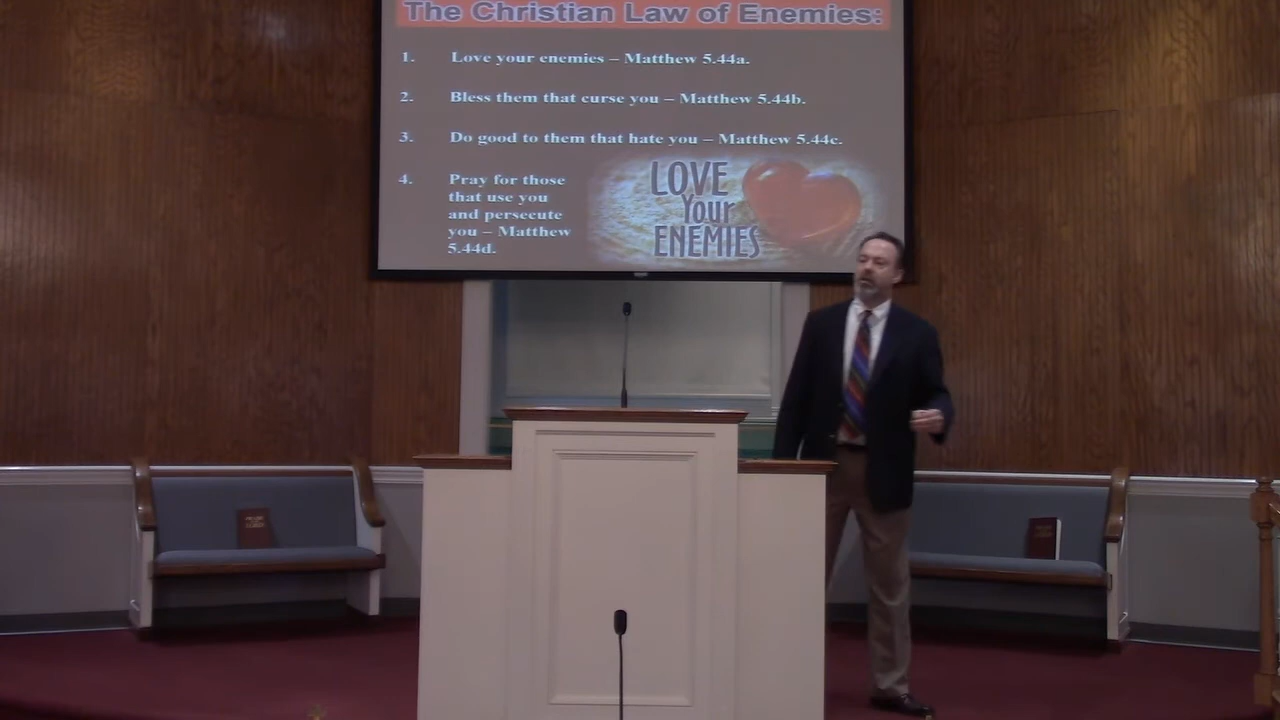 The Christian Law of Enemies:
1. Love your enemies – Matthew 5.44a.
2. Bless them that curse you – Matthew 5.44b.
3. Do good to them that hate you – Matthew 5.44c.
4. Pray for those
that use you
and persecute
you – Matthew
5.44d.
LOVE
Your
ENEMIES